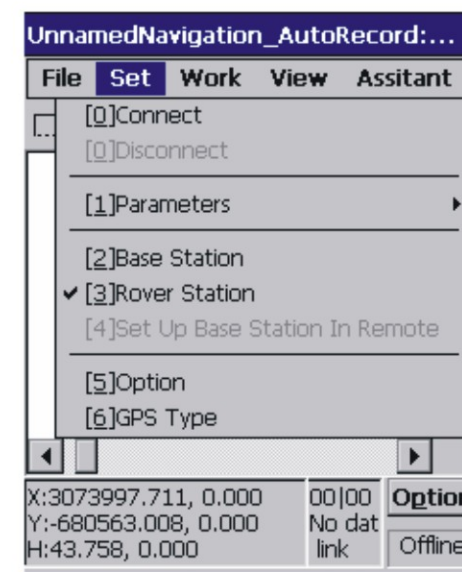 UnnamedNavigation_AutoRecord:...
File Set Work View Assitant
[0]Connect
[0]Disconnect
[1]Parameters
[2]Base Station
[3]Rover Station
[4]Set Up Base Station In Remote
[5]Option
[6]GPS Type
X:3073997.711, 0.000
Y:-680563.008, 0.000
H:43.758, 0.000
00|00
No dat
link
Option
Offline